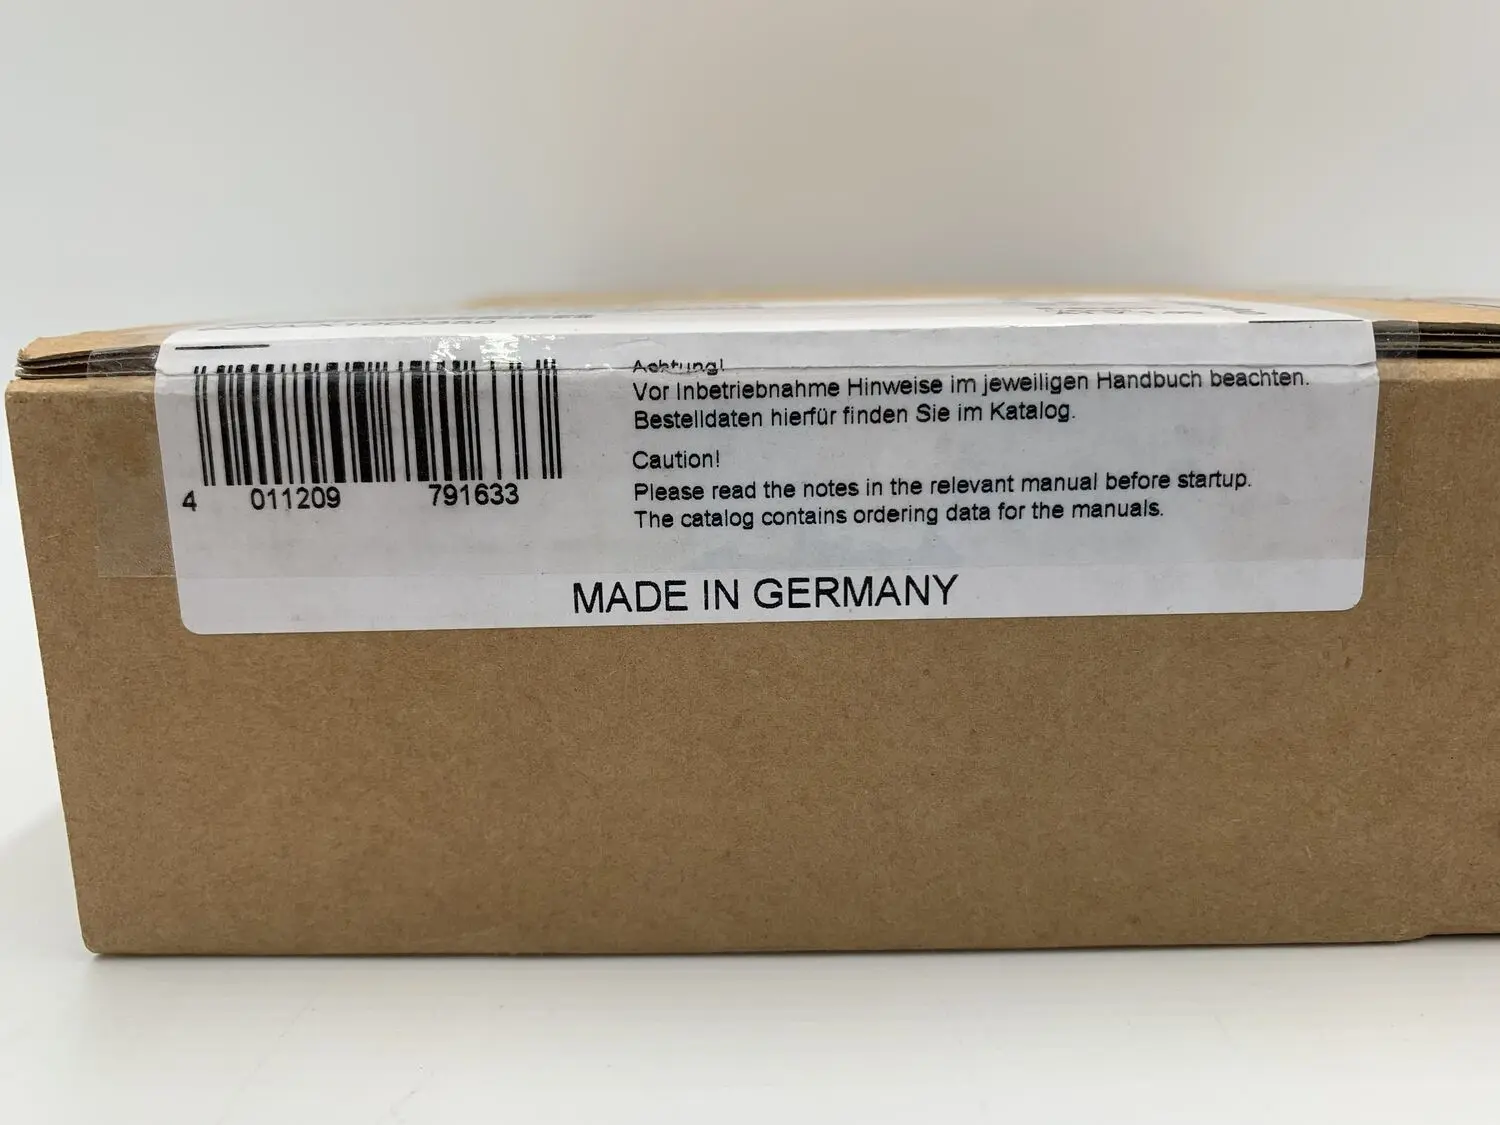 4 011209 791633
Achtung!
Vor Inbetriebnahme Hinweise im jeweiligen Handbuch beachten.
Bestelldaten hierfür finden Sie im Katalog.
Caution!
Please read the notes in the relevant manual before startup.
The catalog contains ordering data for the manuals.
MADE IN GERMANY